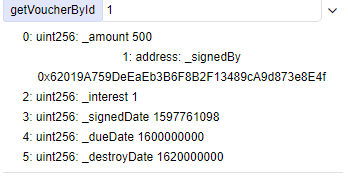 getVoucherById 1
0: uint256: _amount 500
1: address: _signedBy
0x62019A759DeEaEb3B6F8B2F13489cA9d873e8E4f
2: uint256: _interest 1
3: uint256: _signedDate 1597761098
4: uint256: _dueDate 1600000000
5: uint256: _destroyDate 1620000000